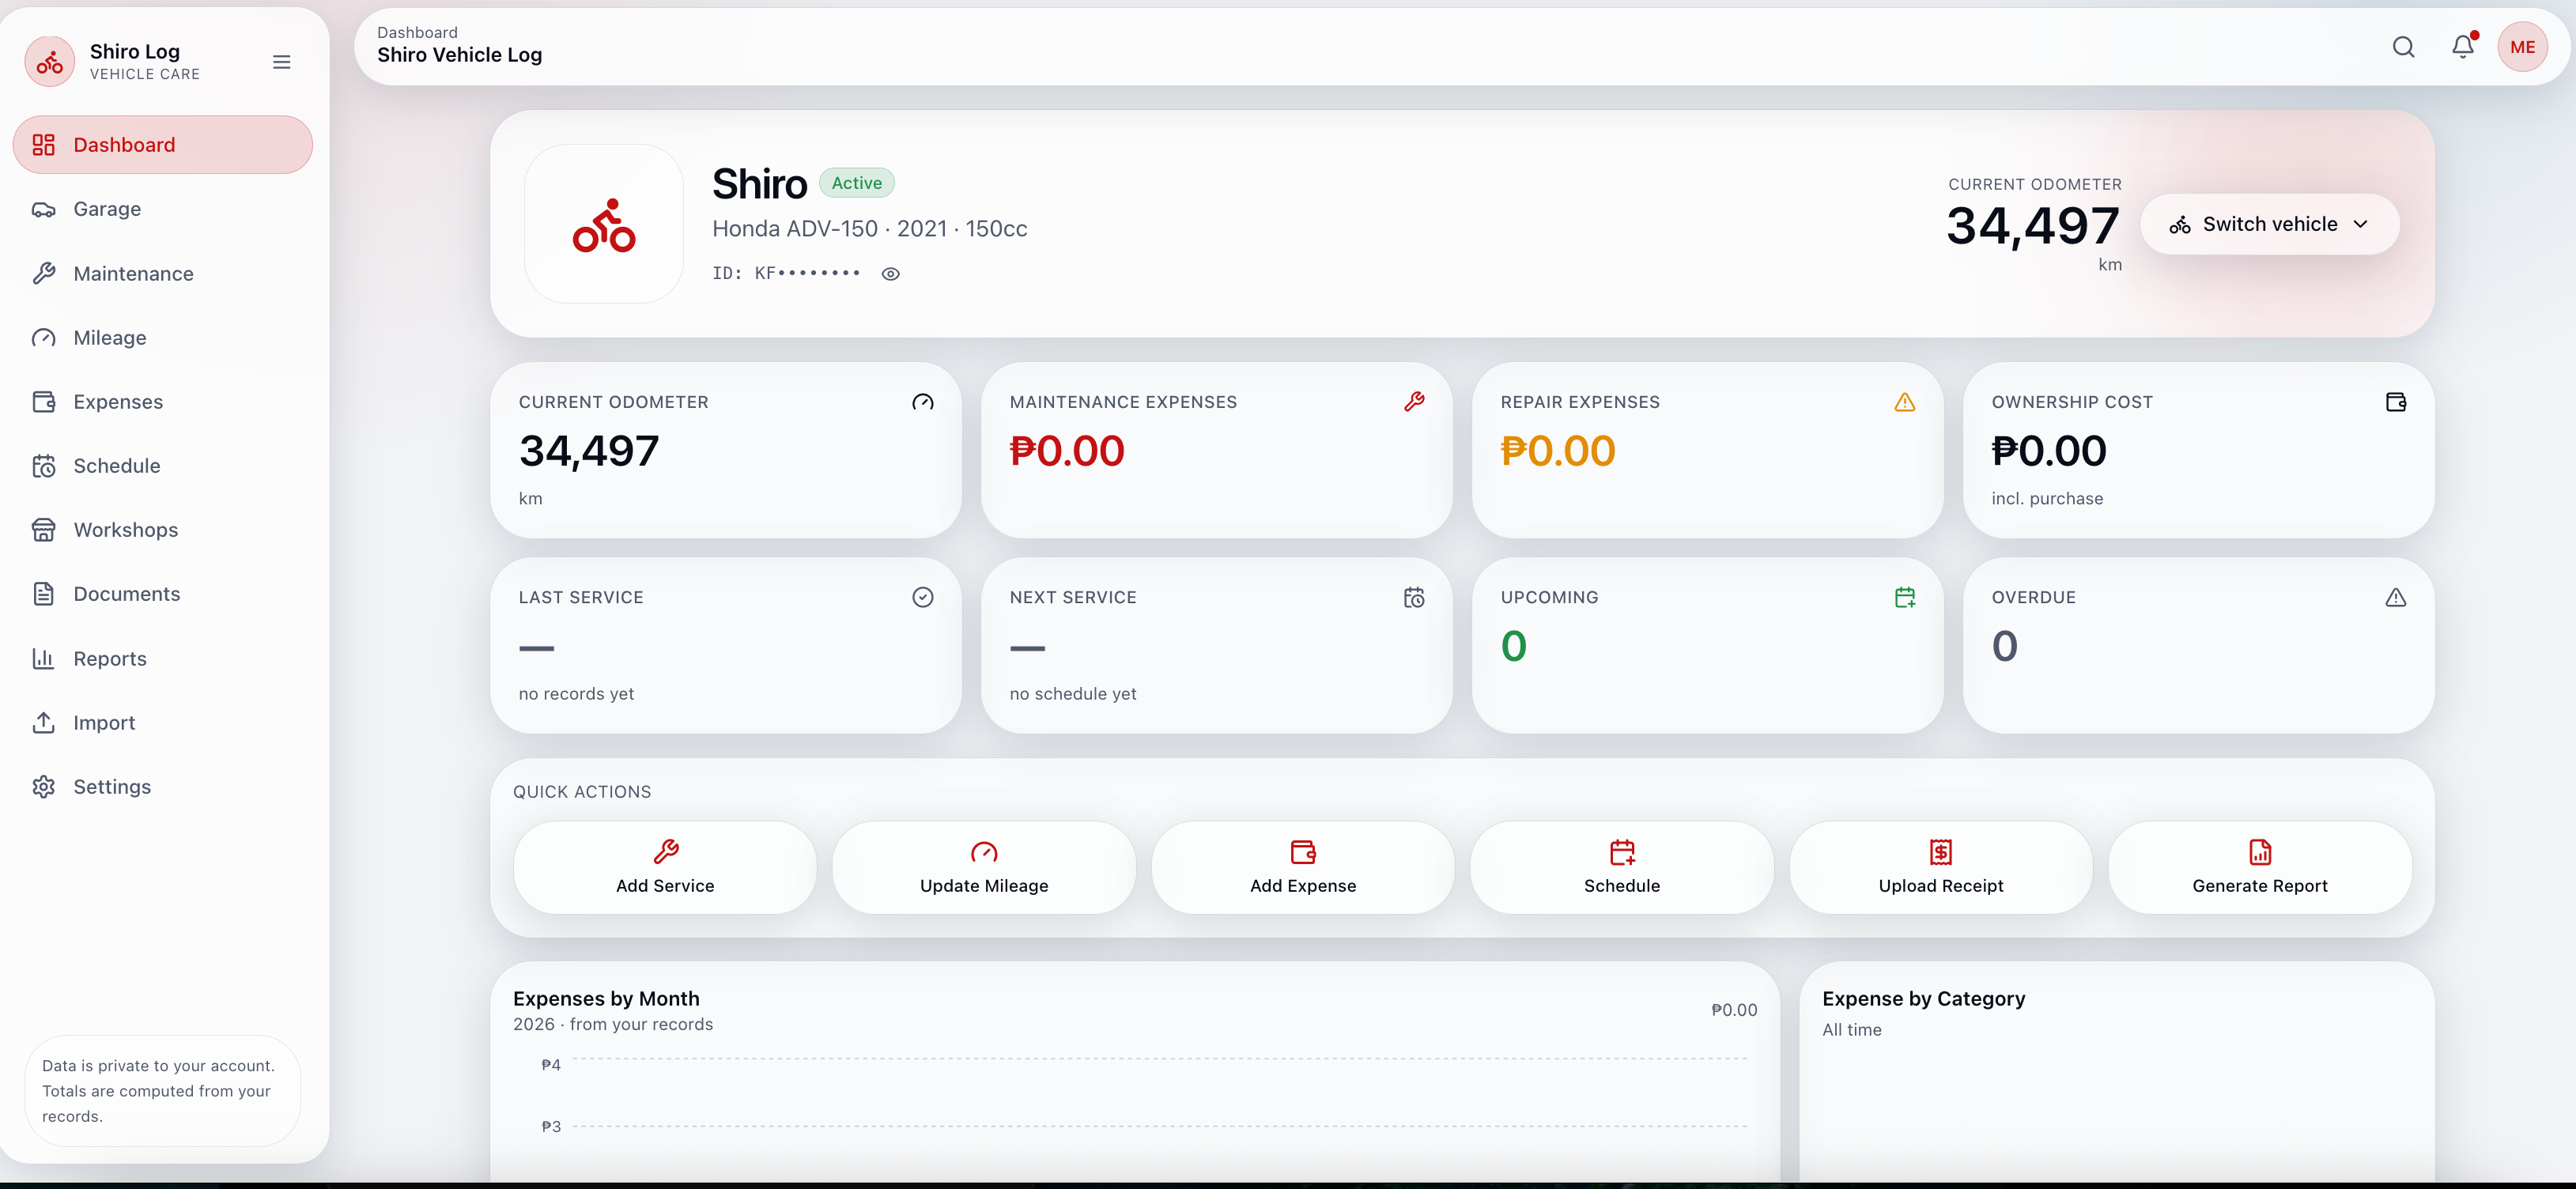 Shiro Log
VEHICLE CARE
Dashboard
Garage
Maintenance
Mileage
Expenses
Schedule
Workshops
Documents
Reports
Import
Settings
Data is private to your account.
Totals are computed from your
records.
Dashboard
Shiro Vehicle Log
ME
Shiro
Active
Honda ADV-150 · 2021 · 150cc
ID: KF••••••••
CURRENT ODOMETER
34,497
km
Switch vehicle
CURRENT ODOMETER
34,497
km
MAINTENANCE EXPENSES
₱0.00
REPAIR EXPENSES
₱0.00
OWNERSHIP COST
₱0.00
incl. purchase
LAST SERVICE
—
no records yet
NEXT SERVICE
—
no schedule yet
UPCOMING
0
OVERDUE
0
QUICK ACTIONS
Add Service
Update Mileage
Add Expense
Schedule
Upload Receipt
Generate Report
Expenses by Month
2026 · from your records
₱0.00
₱4
₱3
Expense by Category
All time